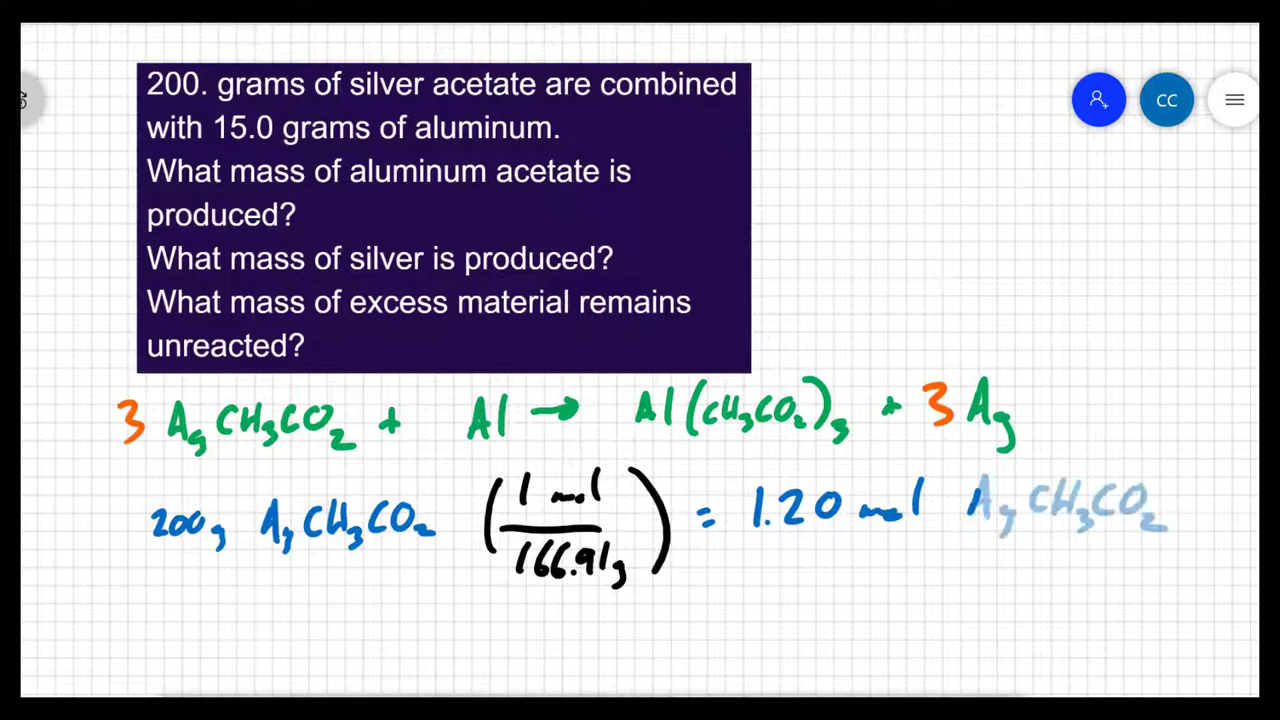 200. grams of silver acetate are combined
with 15.0 grams of aluminum.
What mass of aluminum acetate is
produced?
What mass of silver is produced?
What mass of excess material remains
unreacted?
CC
3 AgCH₃CO₂ + Al → Al(CH₃CO₂)₃ + 3 Ag
200g AgCH₃CO₂ (1 mol / 166.91g) = 1.20 mol AgCH₃CO₂